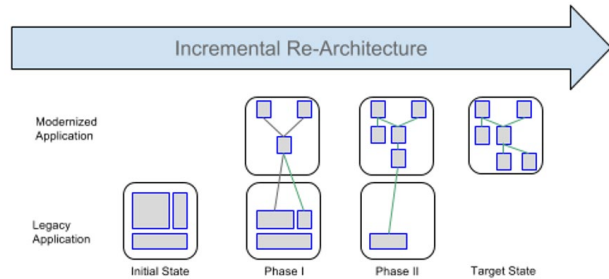 Incremental Re-Architecture
Modernized
Application
Legacy
Application
Initial State
Phase I
Phase II
Target State